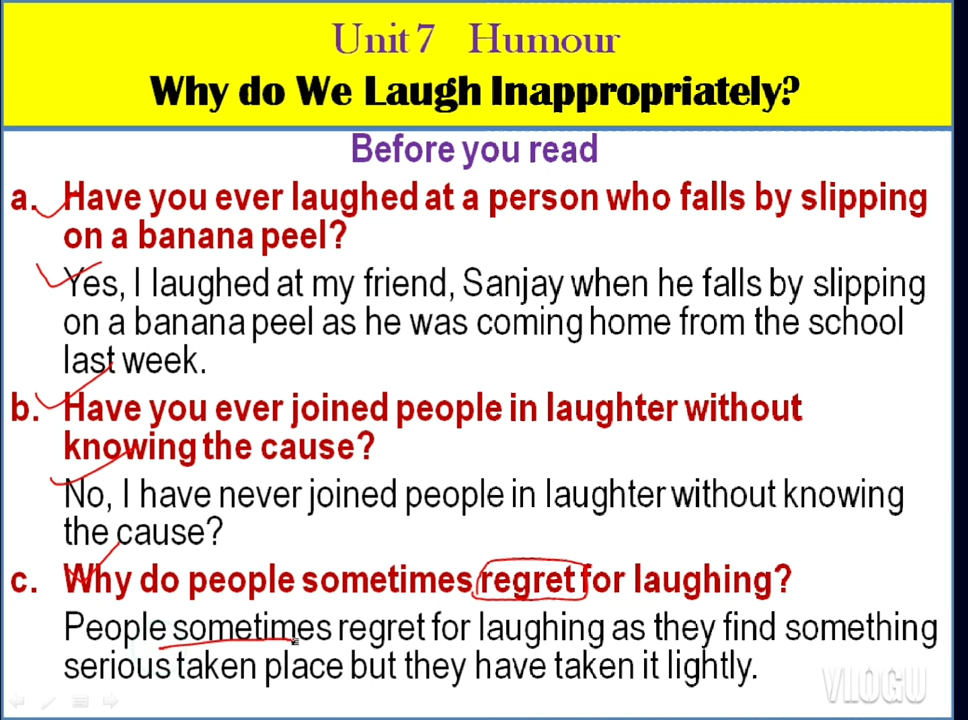 Unit 7 Humour
Why do We Laugh Inappropriately?
Before you read
a. Have you ever laughed at a person who falls by slipping
on a banana peel?
Yes, I laughed at my friend, Sanjay when he falls by slipping
on a banana peel as he was coming home from the school
last week.
b. Have you ever joined people in laughter without
knowing the cause?
No, I have never joined people in laughter without knowing
the cause?
c. Why do people sometimes regret for laughing?
People sometimes regret for laughing as they find something
serious taken place but they have taken it lightly.
VLOGU